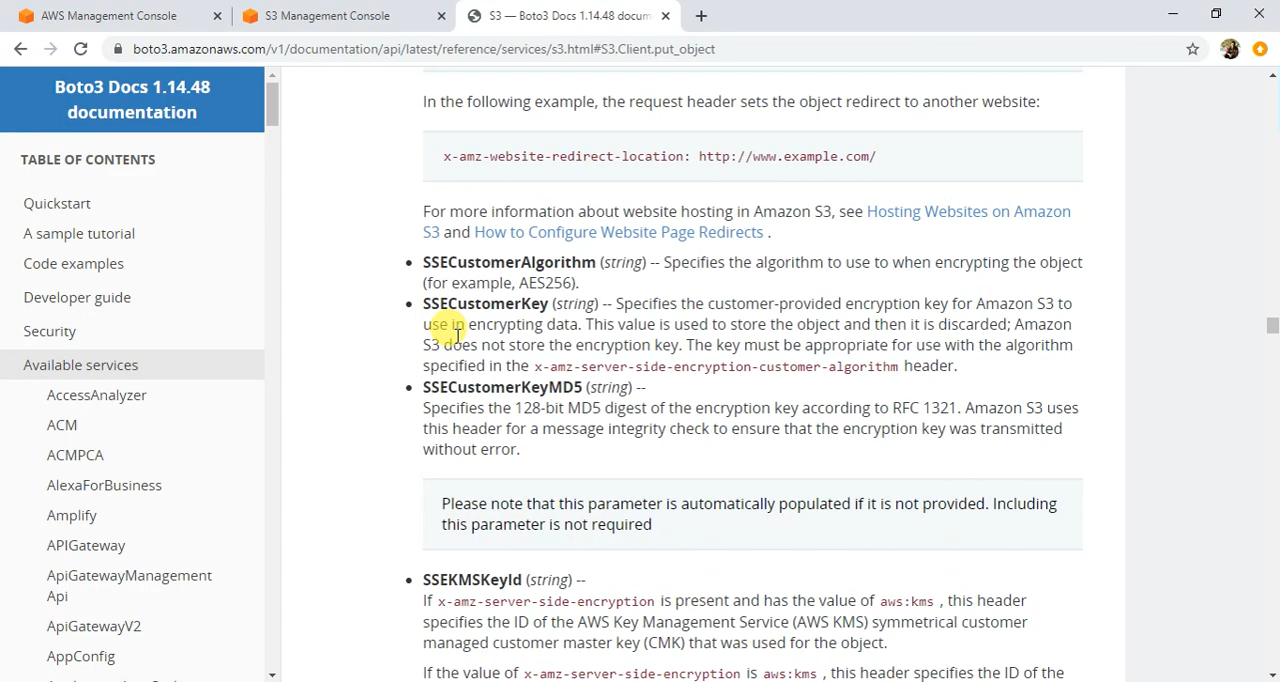 AWS Management Console
S3 Management Console
S3 — Boto3 Docs 1.14.48 docum
boto3.amazonaws.com/v1/documentation/api/latest/reference/services/s3.html#S3.Client.put_object
Boto3 Docs 1.14.48
documentation
TABLE OF CONTENTS
Quickstart
A sample tutorial
Code examples
Developer guide
Security
Available services
AccessAnalyzer
ACM
ACMPCA
AlexaForBusiness
Amplify
APIGateway
ApiGatewayManagement
Api
ApiGatewayV2
AppConfig
In the following example, the request header sets the object redirect to another website:
x-amz-website-redirect-location: http://www.example.com/
For more information about website hosting in Amazon S3, see Hosting Websites on Amazon
S3 and How to Configure Website Page Redirects .
• SSECustomerAlgorithm (string) -- Specifies the algorithm to use to when encrypting the object
(for example, AES256).
• SSECustomerKey (string) -- Specifies the customer-provided encryption key for Amazon S3 to
use in encrypting data. This value is used to store the object and then it is discarded; Amazon
S3 does not store the encryption key. The key must be appropriate for use with the algorithm
specified in the x-amz-server-side-encryption-customer-algorithm header.
• SSECustomerKeyMD5 (string) --
Specifies the 128-bit MD5 digest of the encryption key according to RFC 1321. Amazon S3 uses
this header for a message integrity check to ensure that the encryption key was transmitted
without error.
Please note that this parameter is automatically populated if it is not provided. Including
this parameter is not required
• SSEKMSKeyId (string) --
If x-amz-server-side-encryption is present and has the value of aws:kms , this header
specifies the ID of the AWS Key Management Service (AWS KMS) symmetrical customer
managed customer master key (CMK) that was used for the object.
If the value of x-amz-server-side-encryption is aws:kms , this header specifies the ID of the